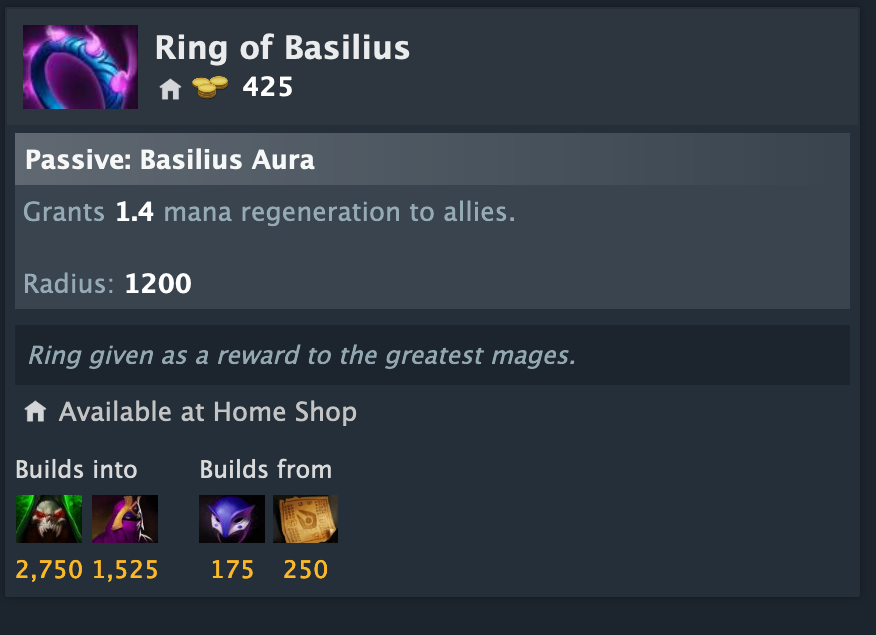 Ring of Basilius
425
Passive: Basilius Aura
Grants 1.4 mana regeneration to allies.
Radius: 1200
Ring given as a reward to the greatest mages.
Available at Home Shop
Builds into
Builds from
2,750 1,525
175 250